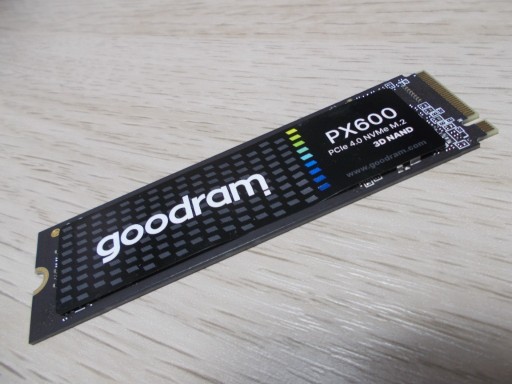 goodram
PX600
PCIe 4.0 NVMe M.2
3D NAND
www.goodram.com